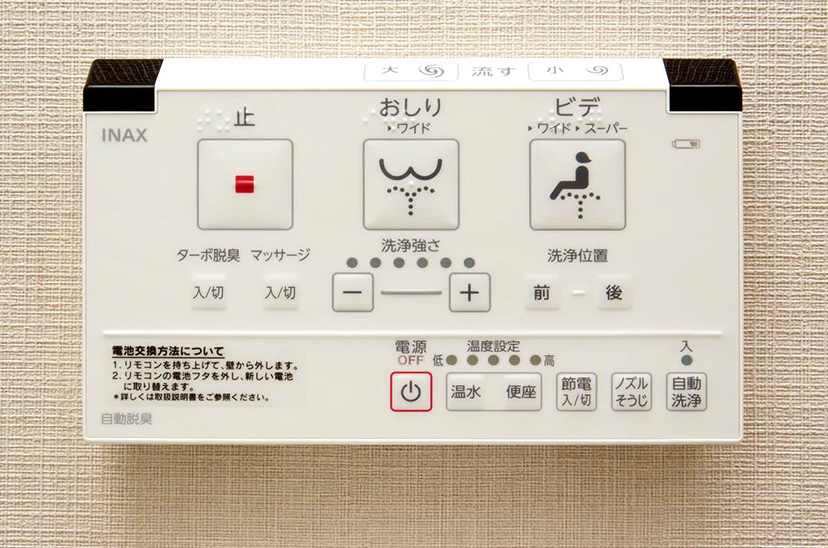 大 流す 小
止
おしり
ワイド
ビデ
ワイド スーパー
INAX
ターボ脱臭
マッサージ
洗浄強さ
洗浄位置
入/切
入/切
− +
前 - 後
電池交換方法について
1. リモコンを持ち上げて、壁から外します。
2. リモコンの電池フタを外し、新しい電池
に取り替えます。
*詳しくは取扱説明書をご参照ください。
自動脱臭
電源
OFF
温度設定
低 高
入
温水 便座
節電
入/切
ノズル
そうじ
自動
洗浄